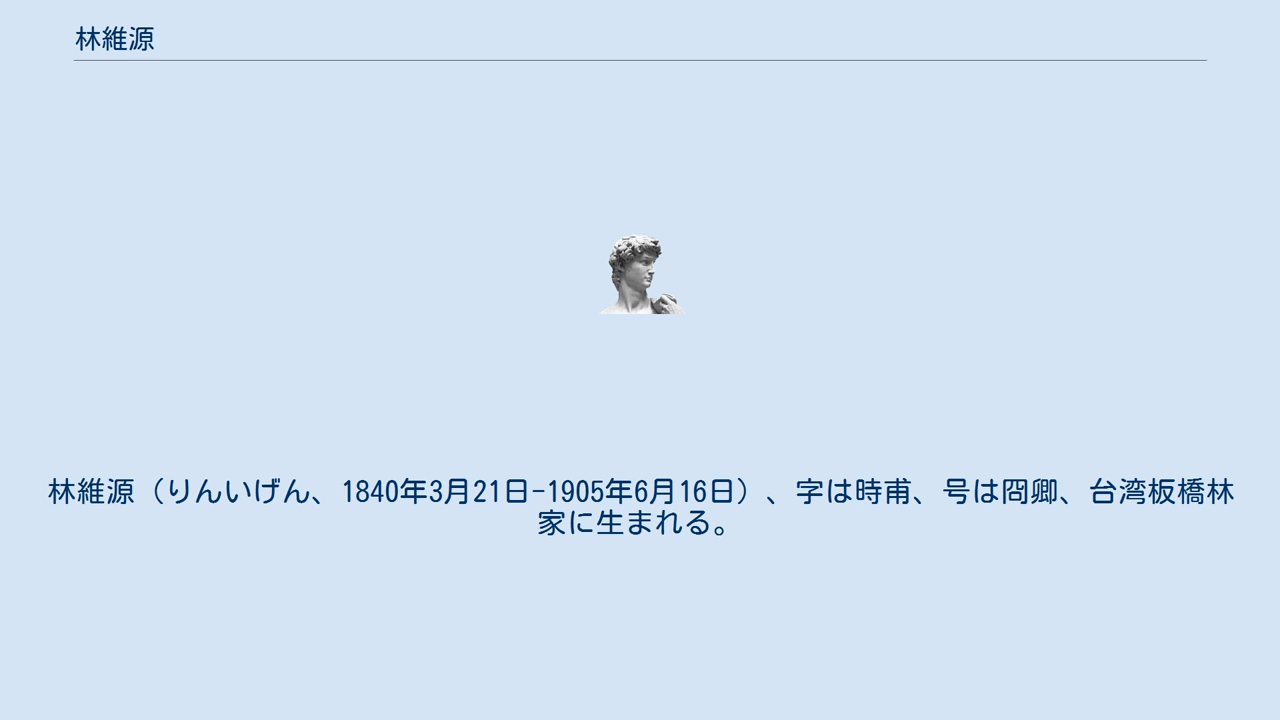 林維源
林維源（りんいげん、1840年3月21日-1905年6月16日）、字は時甫、号は冏卿、台湾板橋林
家に生まれる。